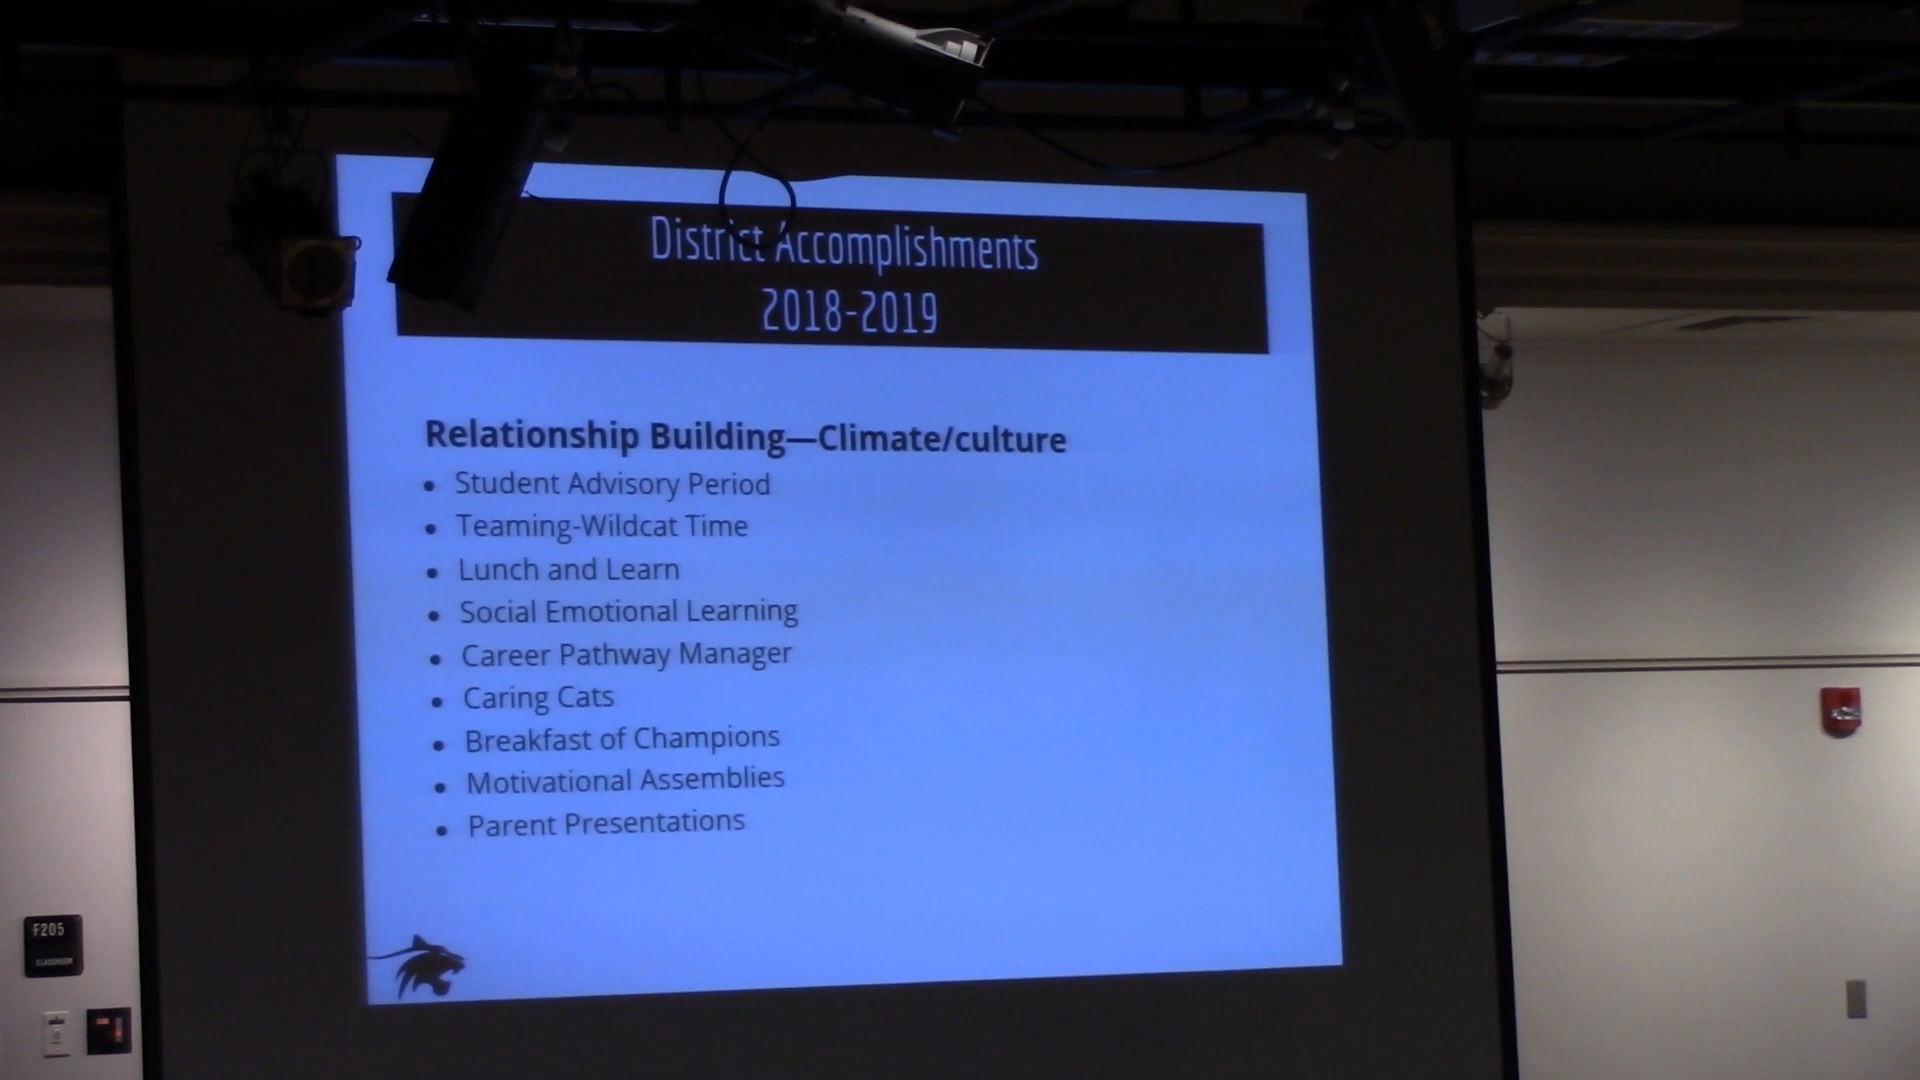 District Accomplishments
2018-2019
Relationship Building—Climate/culture
• Student Advisory Period
• Teaming-Wildcat Time
• Lunch and Learn
• Social Emotional Learning
• Career Pathway Manager
• Caring Cats
• Breakfast of Champions
• Motivational Assemblies
• Parent Presentations
F205
CLASSROOM